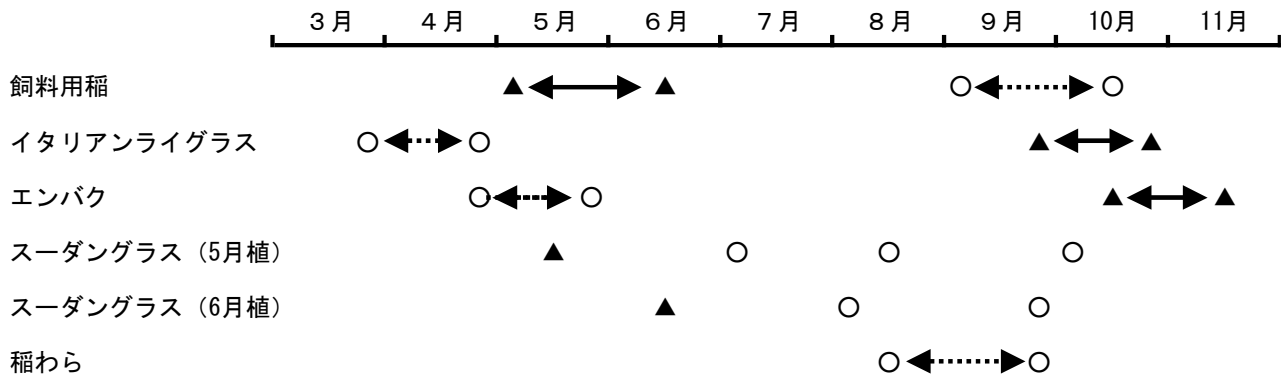 ３月 ４月 ５月 ６月 ７月 ８月 ９月 10月 11月
飼料用稲
イタリアンライグラス
エンバク
スーダングラス（5月植）
スーダングラス（6月植）
稲わら